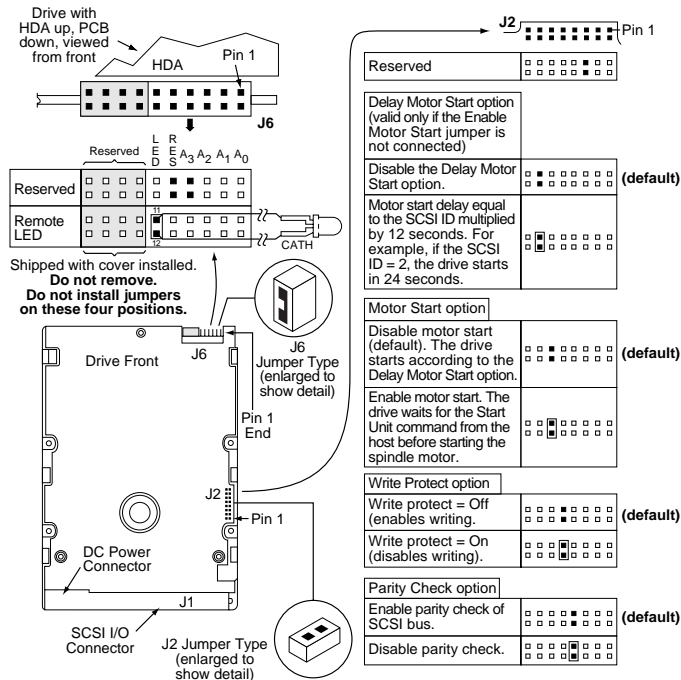 Drive with
HDA up, PCB
down, viewed
from front
HDA
Pin 1
J6
Reserved
LED
RES
A3 A2 A1 A0
Reserved
Remote
LED
11
12
CATH
Shipped with cover installed.
Do not remove.
Do not install jumpers
on these four positions.
Drive Front
J6
J6
Jumper Type
(enlarged to
show detail)
Pin 1
End
J2
Pin 1
DC Power
Connector
J1
SCSI I/O
Connector
J2 Jumper Type
(enlarged to
show detail)
J2
Pin 1
Reserved
Delay Motor Start option
(valid only if the Enable
Motor Start jumper is
not connected)
Disable the Delay Motor
Start option.
(default)
Motor start delay equal
to the SCSI ID multiplied
by 12 seconds. For
example, if the SCSI
ID = 2, the drive starts
in 24 seconds.
Motor Start option
Disable motor start
(default). The drive
starts according to the
Delay Motor Start option.
(default)
Enable motor start. The
drive waits for the Start
Unit command from the
host before starting the
spindle motor.
Write Protect option
Write protect = Off
(enables writing.
(default)
Write protect = On
(disables writing).
Parity Check option
Enable parity check of
SCSI bus.
(default)
Disable parity check.